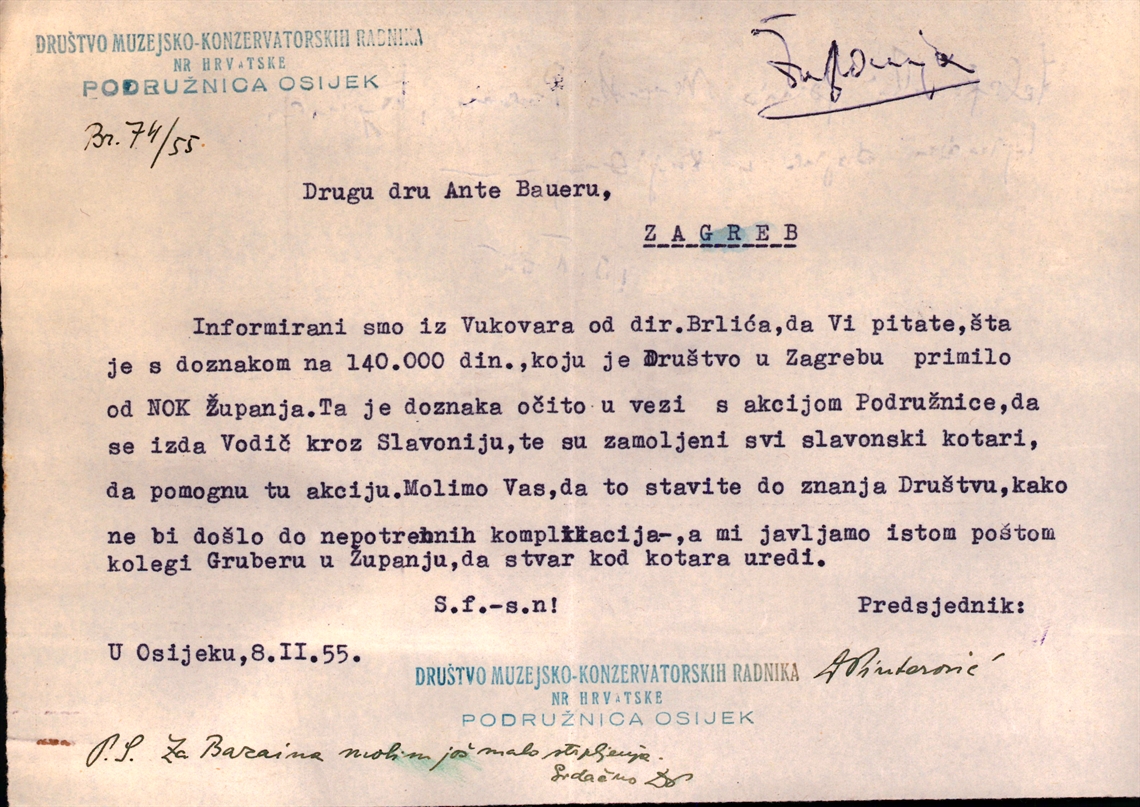 DRUŠTVO MUZEJSKO-KONZERVATORSKIH RADNIKA
NR HRVATSKE
PODRUŽNICA OSIJEK
Županja
Br. 74/55.
Drugu dru Ante Baueru,
Z A G R E B
Informirani smo iz Vukovara od dir.Brlića,da Vi pitate,šta
je s doznakom na 140.000 din.,koju je Društvo u Zagrebu primilo
od NOK Županja.Ta je doznaka očito u vezi s akcijom Podružnice,da
se izda Vodič kroz Slavoniju,te su zamoljeni svi slavonski kotari,
da pomognu tu akciju.Molimo Vas,da to stavite do znanja Društvu,kako
ne bi došlo do nepotrebnih komplikacija-,a mi javljamo istom poštom
kolegi Gruberu u Županju,da stvar kod kotara uredi.
S.f.-s.n!
Predsjednik:
U Osijeku,8.II.55.
DRUŠTVO MUZEJSKO-KONZERVATORSKIH RADNIKA
NR HRVATSKE
PODRUŽNICA OSIJEK
DPinterović
P.S. Za Bazaina molim još malo strpljenja.
Srdačno DP